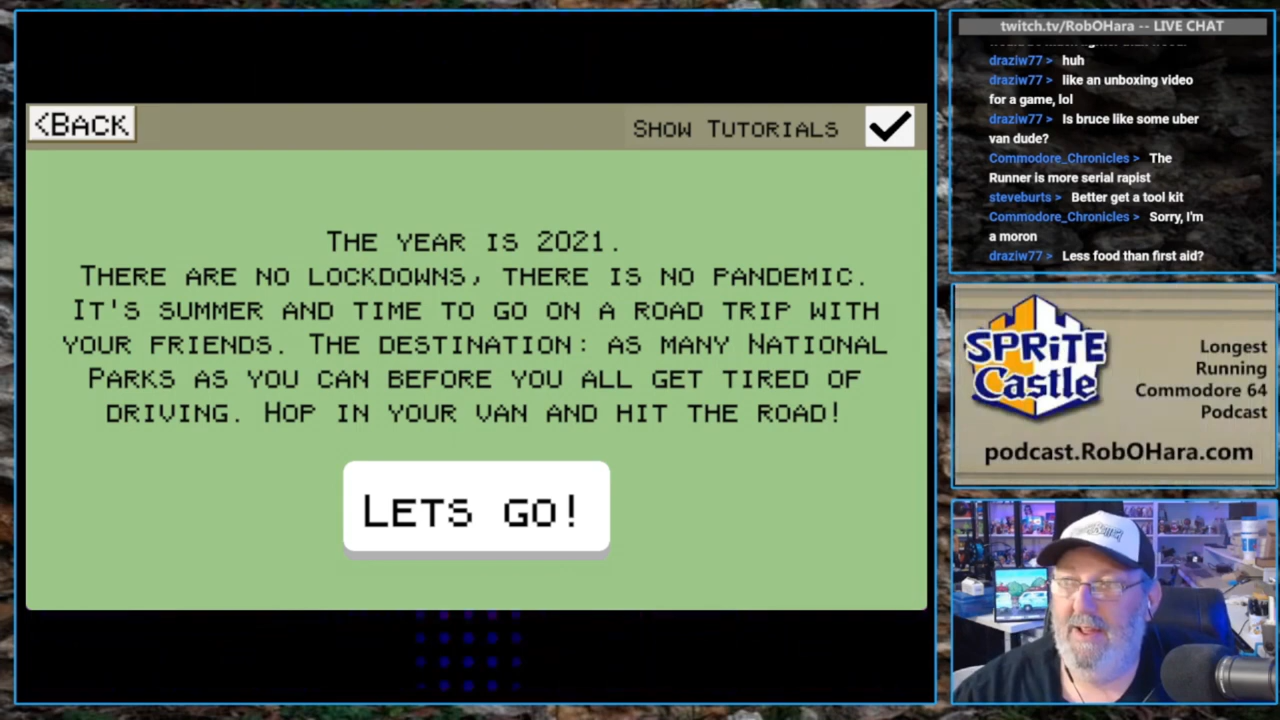 <BACK
SHOW TUTORIALS
THE YEAR IS 2021.
THERE ARE NO LOCKDOWNS, THERE IS NO PANDEMIC.
IT'S SUMMER AND TIME TO GO ON A ROAD TRIP WITH
YOUR FRIENDS. THE DESTINATION: AS MANY NATIONAL
PARKS AS YOU CAN BEFORE YOU ALL GET TIRED OF
DRIVING. HOP IN YOUR VAN AND HIT THE ROAD!
LETS GO!
twitch.tv/RobOHara -- LIVE CHAT
draziw77 > huh
draziw77 > like an unboxing video
for a game, lol
draziw77 > Is bruce like some uber
van dude?
Commodore_Chronicles > The
Runner is more serial rapist
steveburts > Better get a tool kit
Commodore_Chronicles > Sorry, I'm
a moron
draziw77 > Less food than first aid?
SPRiTE
Castle
Longest
Running
Commodore 64
Podcast
podcast.RobOHara.com